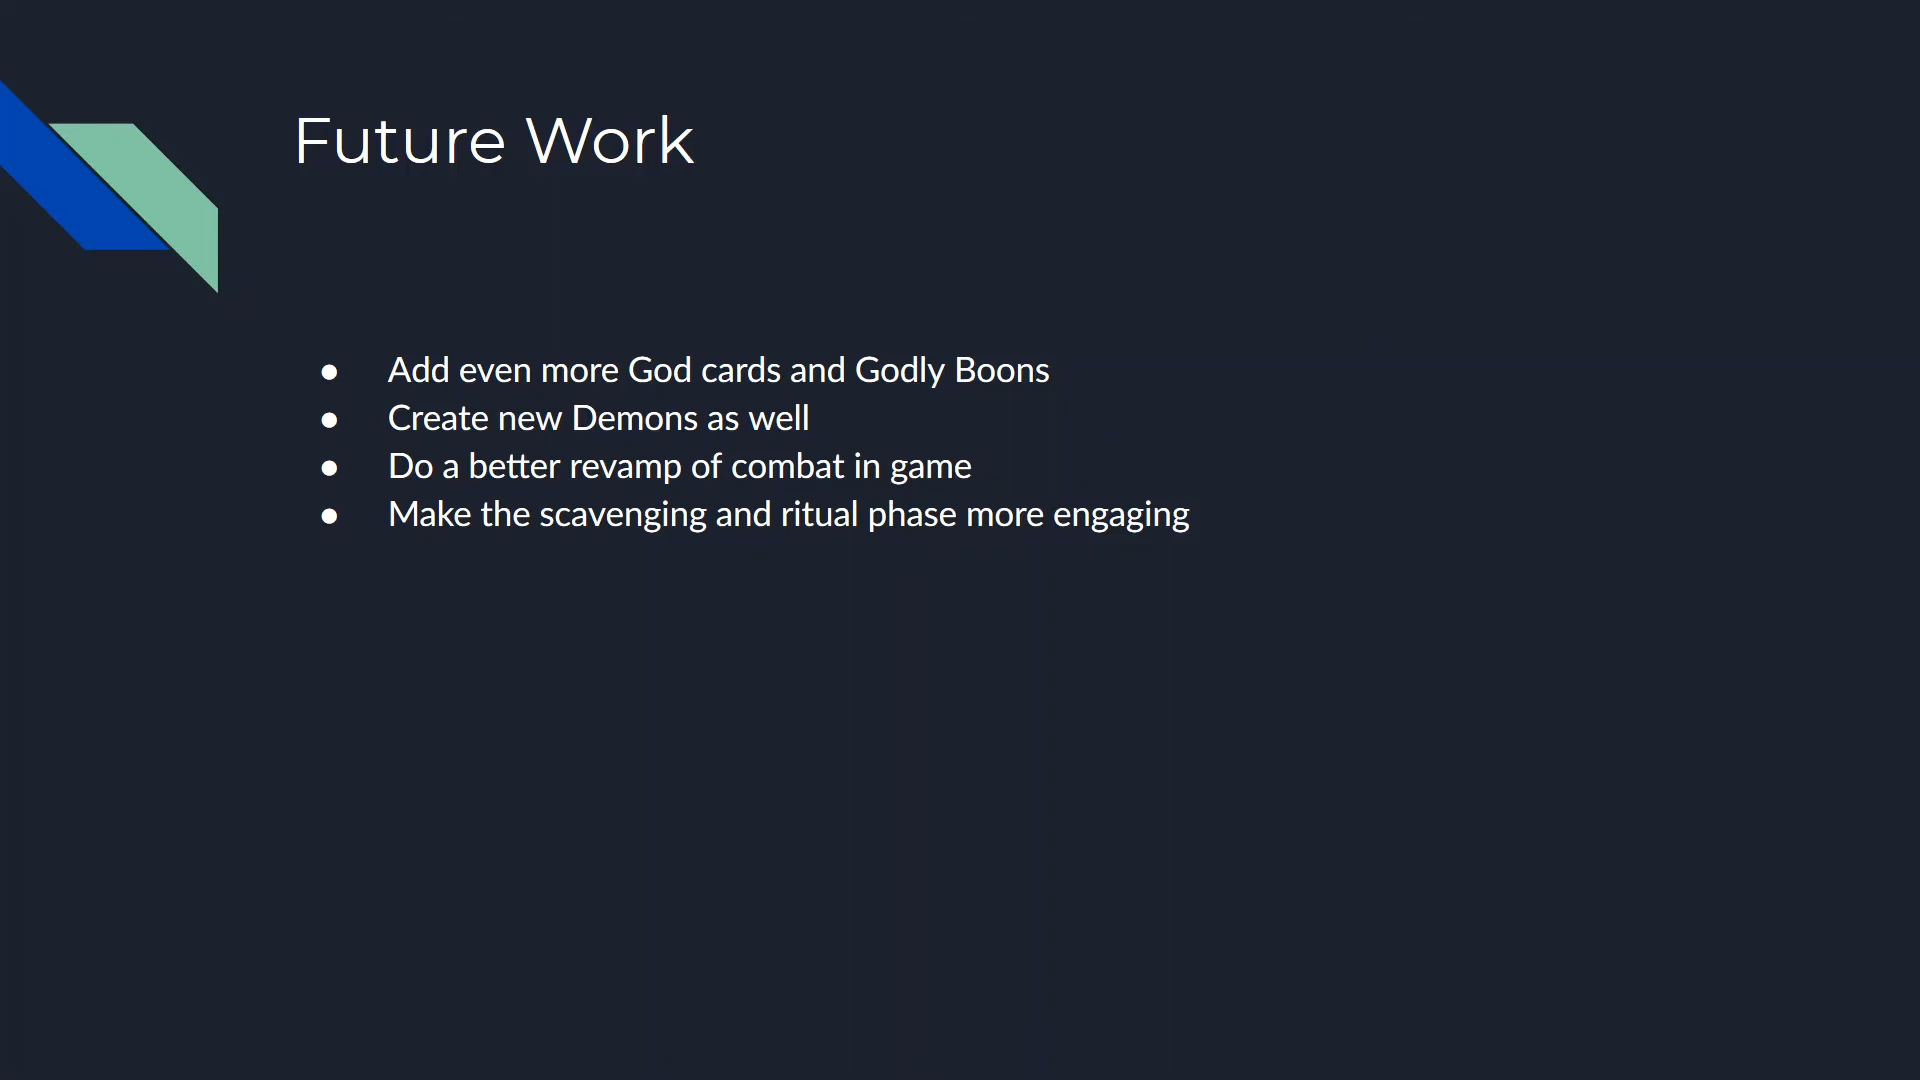 Future Work
● Add even more God cards and Godly Boons
● Create new Demons as well
● Do a better revamp of combat in game
● Make the scavenging and ritual phase more engaging